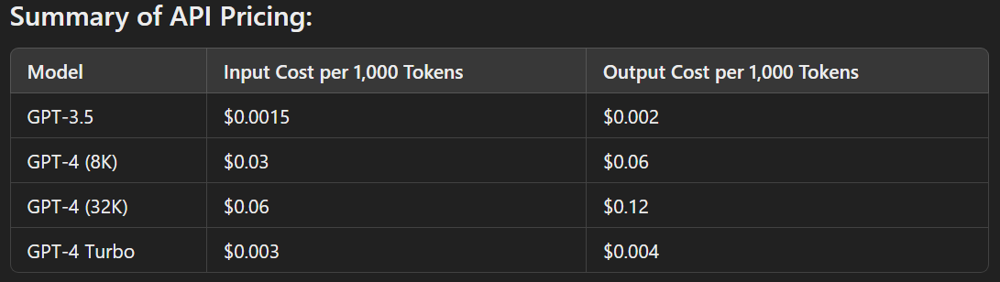 Summary of API Pricing:
Model Input Cost per 1,000 Tokens Output Cost per 1,000 Tokens
GPT-3.5 $0.0015 $0.002
GPT-4 (8K) $0.03 $0.06
GPT-4 (32K) $0.06 $0.12
GPT-4 Turbo $0.003 $0.004